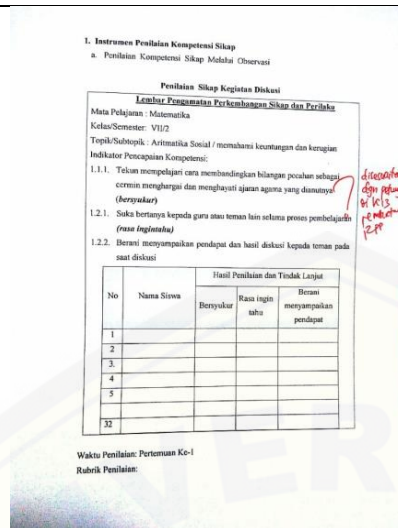 1. Instrumen Penilaian Kompetensi Sikap
a. Penilaian Kompetensi Sikap Melalui Observasi
Penilaian Sikap Kegiatan Diskusi
Lembar Pengamatan Perkembangan Sikap dan Perilaku
Mata Pelajaran : Matematika
Kelas/Semester: VII/2
Topik/Subtopik : Aritmatika Sosial / memahami keuntungan dan kerugian
Indikator Pencapaian Kompetensi:
1.1.1. Tekun mempelajari cara membandingkan bilangan pecahan sebagai
cermin menghargai dan menghayati ajaran agama yang dianutnya
(bersyukur)
1.2.1. Suka bertanya kepada guru atau teman lain selama proses pembelajaran
(rasa ingintahu)
1.2.2. Berani menyampaikan pendapat dan hasil diskusi kepada teman pada
saat diskusi
No
Nama Siswa
Hasil Penilaian dan Tindak Lanjut
Bersyukur
Rasa ingin
tahu
Berani
menyampaikan
pendapat
1
2
3.
4
5
32
Waktu Penilaian: Pertemuan Ke-1
Rubrik Penilaian: